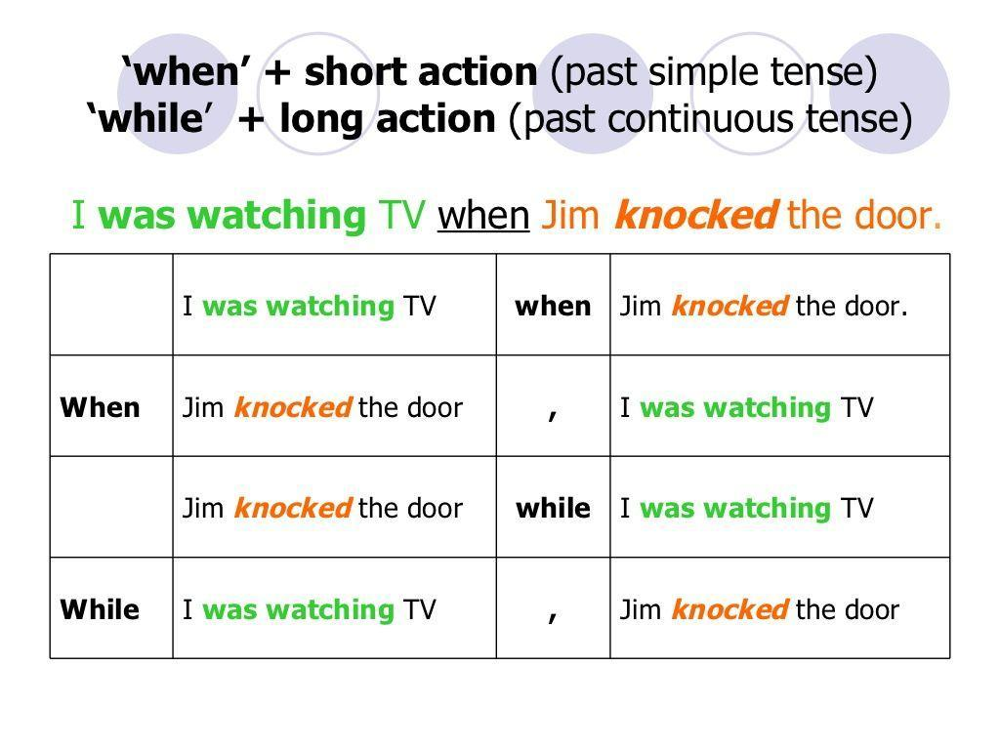 ‘when’ + short action (past simple tense)
‘while’ + long action (past continuous tense)
I was watching TV when Jim knocked the door.
I was watching TV when Jim knocked the door.
When Jim knocked the door , I was watching TV
Jim knocked the door while I was watching TV
While I was watching TV , Jim knocked the door